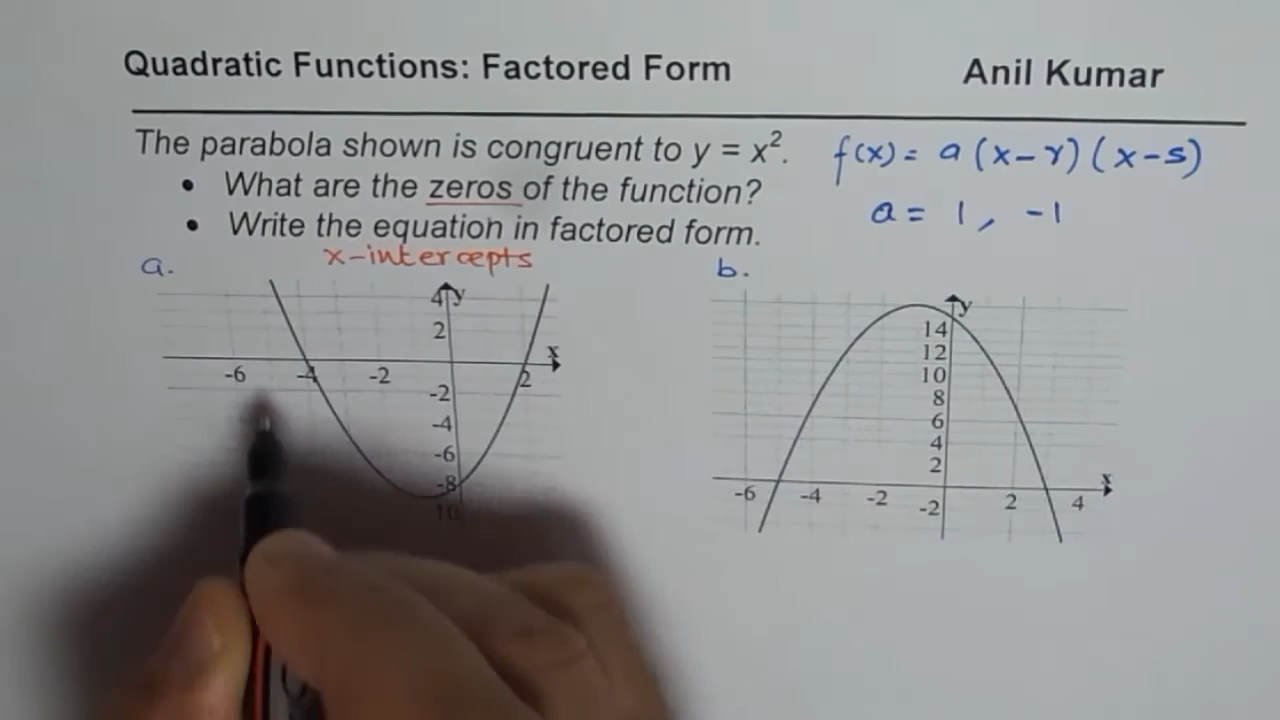 Quadratic Functions: Factored Form Anil Kumar
The parabola shown is congruent to y = x². f(x) = a (x-r) (x-s)
• What are the zeros of the function? a = 1, -1
• Write the equation in factored form.
x-intercepts
a.
4 y
2
x
-6 -4 -2 2
-2
-4
-6
-8
10
b.
y
14
12
10
8
6
4
2
x
-6 -4 -2 2 4
-2